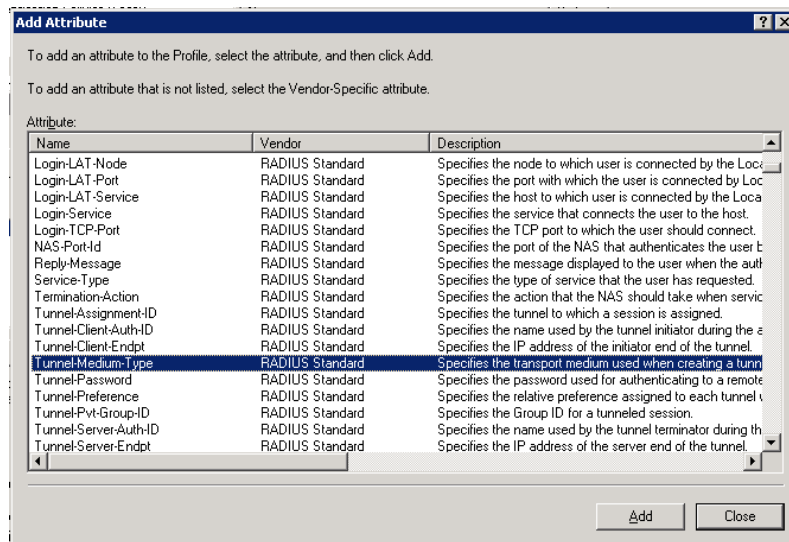 Add Attribute
To add an attribute to the Profile, select the attribute, and then click Add.
To add an attribute that is not listed, select the Vendor-Specific attribute.
Attribute:
Name Vendor Description
Login-LAT-Node RADIUS Standard Specifies the node to which user is connected by the Loca
Login-LAT-Port RADIUS Standard Specifies the port with which the user is connected by Loc
Login-LAT-Service RADIUS Standard Specifies the host to which user is connected by the Loca
Login-Service RADIUS Standard Specifies the service that connects the user to the host.
Login-TCP-Port RADIUS Standard Specifies the TCP port to which the user should connect.
NAS-Port-Id RADIUS Standard Specifies the port of the NAS that authenticates the user b
Reply-Message RADIUS Standard Specifies the message displayed to the user when the auth
Service-Type RADIUS Standard Specifies the type of service that the user has requested.
Termination-Action RADIUS Standard Specifies the action that the NAS should take when servic
Tunnel-Assignment-ID RADIUS Standard Specifies the tunnel to which a session is assigned.
Tunnel-Client-Auth-ID RADIUS Standard Specifies the name used by the tunnel initiator during the a
Tunnel-Client-Endpt RADIUS Standard Specifies the IP address of the initiator end of the tunnel.
Tunnel-Medium-Type RADIUS Standard Specifies the transport medium used when creating a tunn
Tunnel-Password RADIUS Standard Specifies the password used for authenticating to a remote
Tunnel-Preference RADIUS Standard Specifies the relative preference assigned to each tunnel
Tunnel-Pvt-Group-ID RADIUS Standard Specifies the Group ID for a tunneled session.
Tunnel-Server-Auth-ID RADIUS Standard Specifies the name used by the tunnel terminator during th
Tunnel-Server-Endpt RADIUS Standard Specifies the IP address of the server end of the tunnel.
Add Close